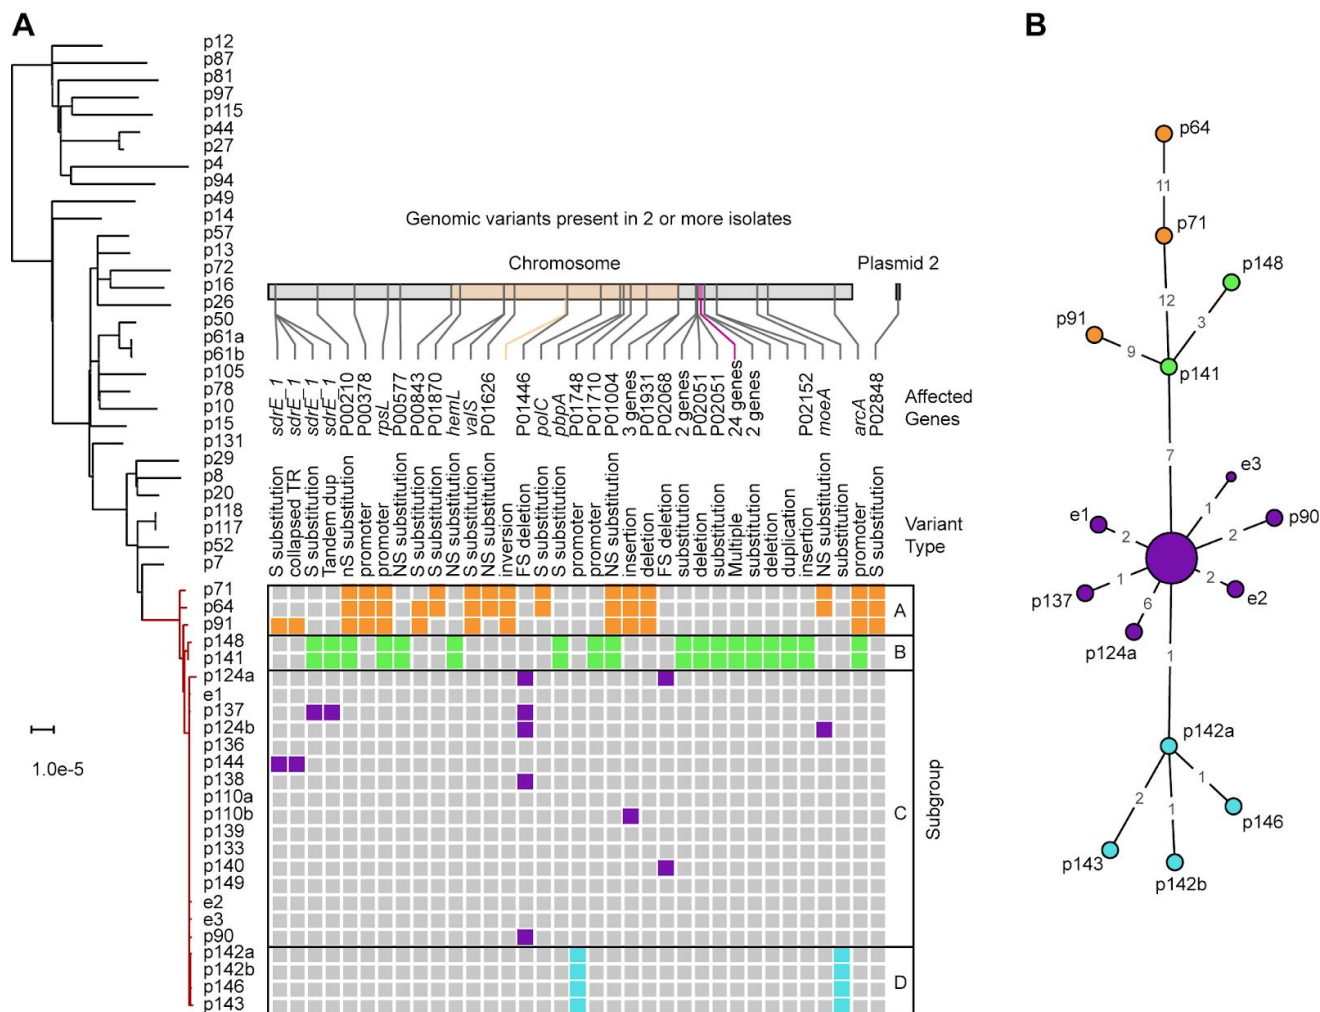 A
B
p12
p87
p81
p97
p115
p44
p27
p4
p94
p49
p14
p57
p13
p72
p16
p26
p50
p61a
p61b
p105
p78
p10
p15
p131
p29
p8
p20
p118
p117
p52
p7
p71
p64
p91
p148
p141
p124a
e1
p137
p124b
p136
p144
p138
p110a
p110b
p139
p133
p140
p149
e2
e3
p90
p142a
p142b
p146
p143
1.0e-5
Genomic variants present in 2 or more isolates
Chromosome
Plasmid 2
sdrE_1
sdrE_1
sdrE_1
sdrE_1
P00210
P00378
rpsL
P00577
P00843
P01870
hemL
valS
P01626
P01446
polC
pbpA
P01748
P01710
P01004
3 genes
P01931
P02068
2 genes
P02051
P02051
24 genes
2 genes
P02152
moeA
arcA
P02848
Affected
Genes
S substitution
collapsed TR
S substitution
Tandem dup
nS substitution
promoter
promoter
NS substitution
S substitution
S substitution
NS substitution
S substitution
NS substitution
inversion
FS deletion
S substitution
S substitution
promoter
promoter
NS substitution
insertion
deletion
FS deletion
substitution
deletion
substitution
Multiple
substitution
deletion
duplication
insertion
NS substitution
substitution
promoter
S substitution
Variant
Type
A
B
C
D
Subgroup
p64
11
p71
12
p148
3
p91
9
p141
7
e3
1
e1
2
p90
2
p137
1
2
e2
6
p124a
1
p142a
2
1
1
p146
p143
p142b